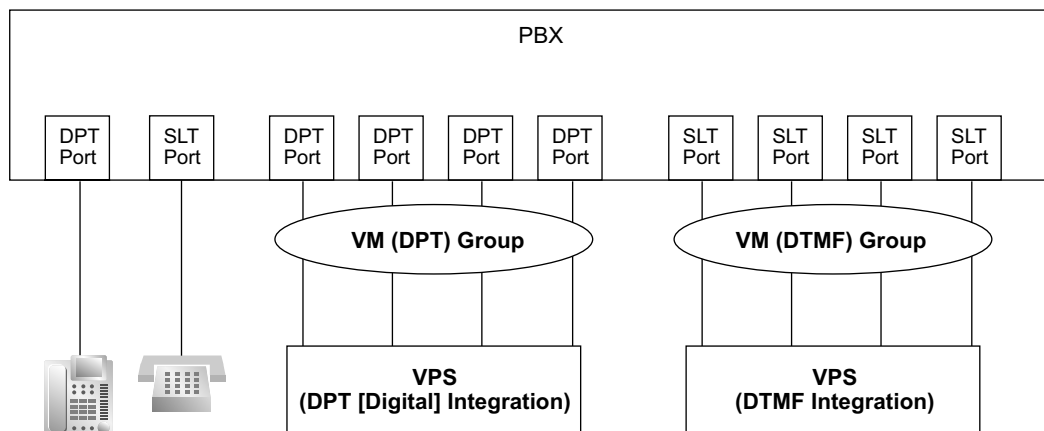 PBX
DPT
Port
SLT
Port
DPT
Port
DPT
Port
DPT
Port
DPT
Port
SLT
Port
SLT
Port
SLT
Port
SLT
Port
VM (DPT) Group
VM (DTMF) Group
VPS
(DPT [Digital] Integration)
VPS
(DTMF Integration)